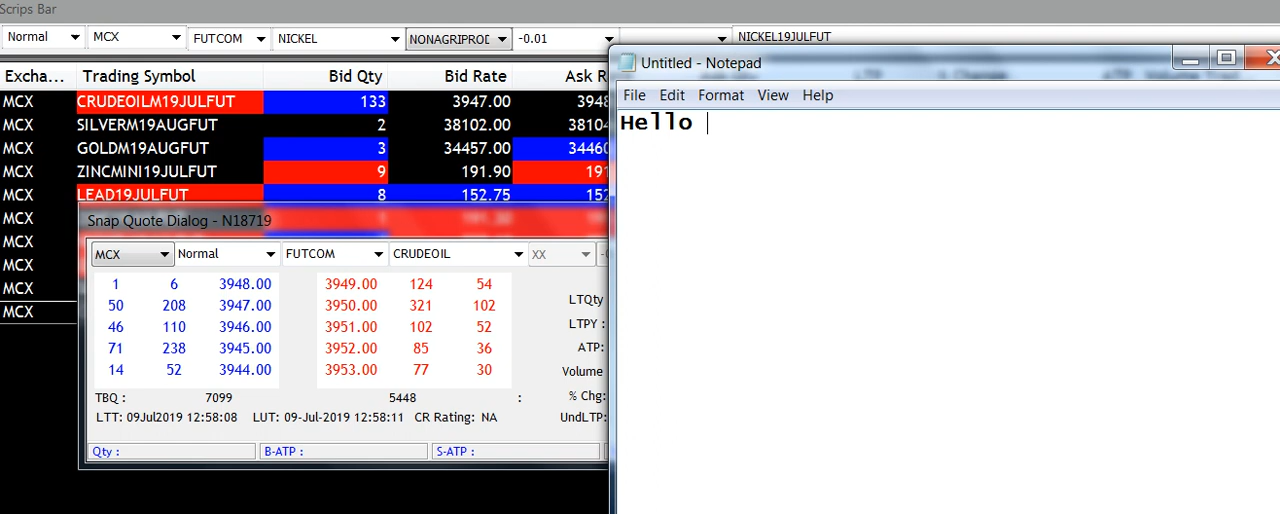 Scrips Bar
Normal MCX FUTCOM NICKEL NONAGRIPROD -0.01 NICKEL19JULFUT
Excha... Trading Symbol Bid Qty Bid Rate Ask R
MCX CRUDEOILM19JULFUT 133 3947.00 3948
MCX SILVERM19AUGFUT 2 38102.00 38104
MCX GOLDM19AUGFUT 3 34457.00 34460
MCX ZINCMINI19JULFUT 9 191.90 191
MCX LEAD19JULFUT 8 152.75 152
MCX
MCX
MCX
MCX
MCX
Snap Quote Dialog - N18719
MCX Normal FUTCOM CRUDEOIL XX
1 6 3948.00 3949.00 124 54
50 208 3947.00 3950.00 321 102
46 110 3946.00 3951.00 102 52
71 238 3945.00 3952.00 85 36
14 52 3944.00 3953.00 77 30
LTQty
LTPY :
ATP:
Volume
% Chg:
UndLTP:
TBQ : 7099 5448 :
LTT: 09Jul2019 12:58:08 LUT: 09-Jul-2019 12:58:11 CR Rating: NA
Qty : B-ATP : S-ATP :
Untitled - Notepad
File Edit Format View Help
Hello